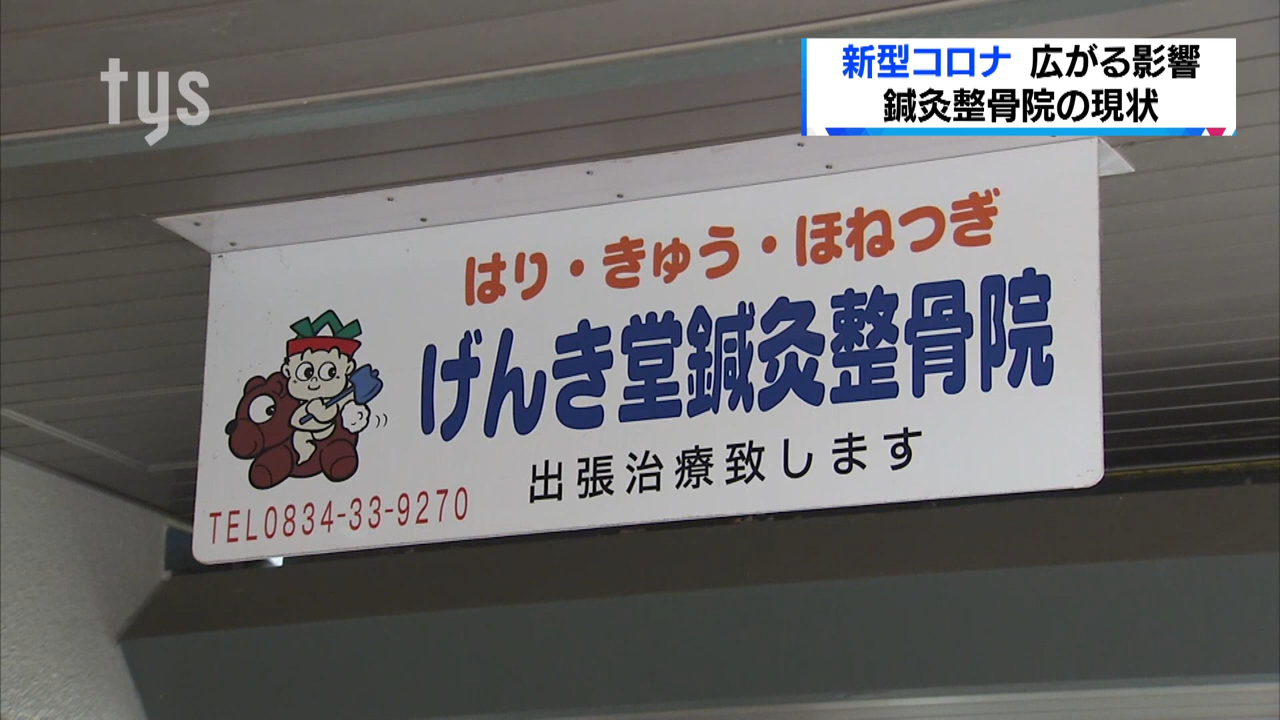 tys
新型コロナ 広がる影響
鍼灸整骨院の現状
はり・きゅう・ほねつぎ
げんき堂鍼灸整骨院
出張治療致します
TEL0834-33-9270